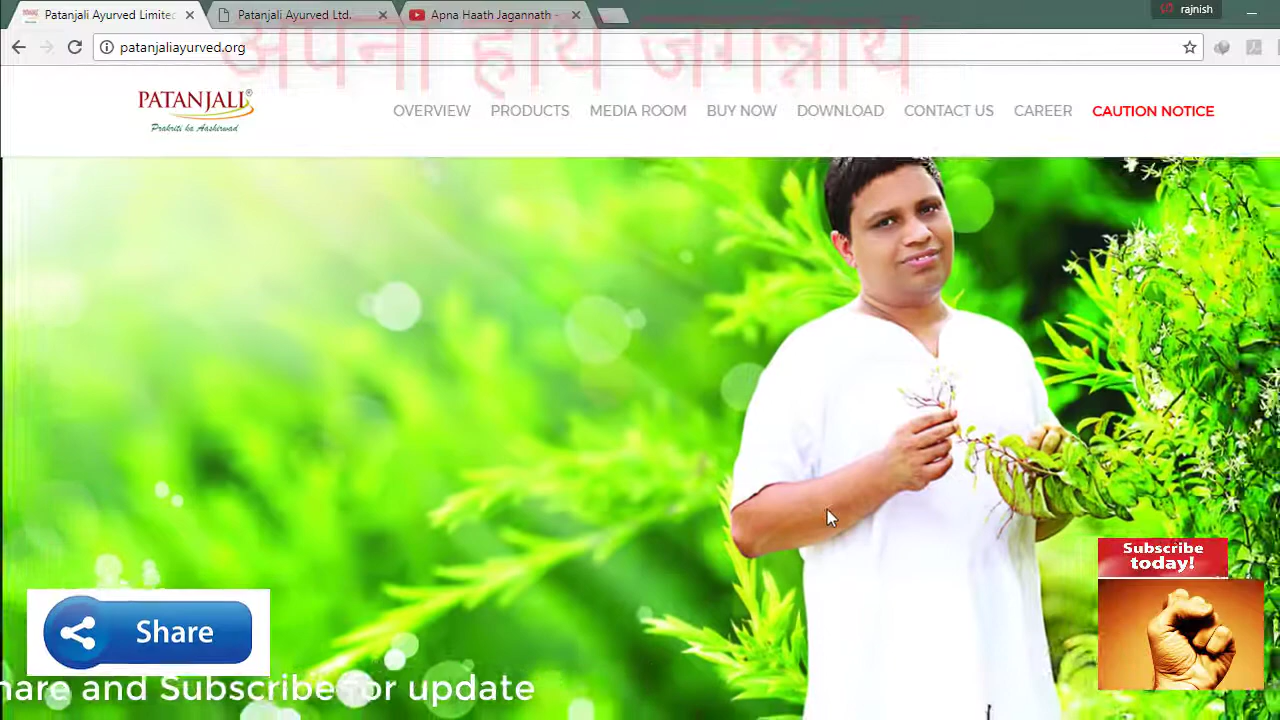 Patanjali Ayurved Limited
Patanjali Ayurved Ltd.
Apna Haath Jagannath -
rajnish
patanjaliayurved.org
अपना हाथ जगन्नाथ
PATANJALI®
Prakriti ka Aashirwad
OVERVIEW
PRODUCTS
MEDIA ROOM
BUY NOW
DOWNLOAD
CONTACT US
CAREER
CAUTION NOTICE
Subscribe
today!
Share
hare and Subscribe for update